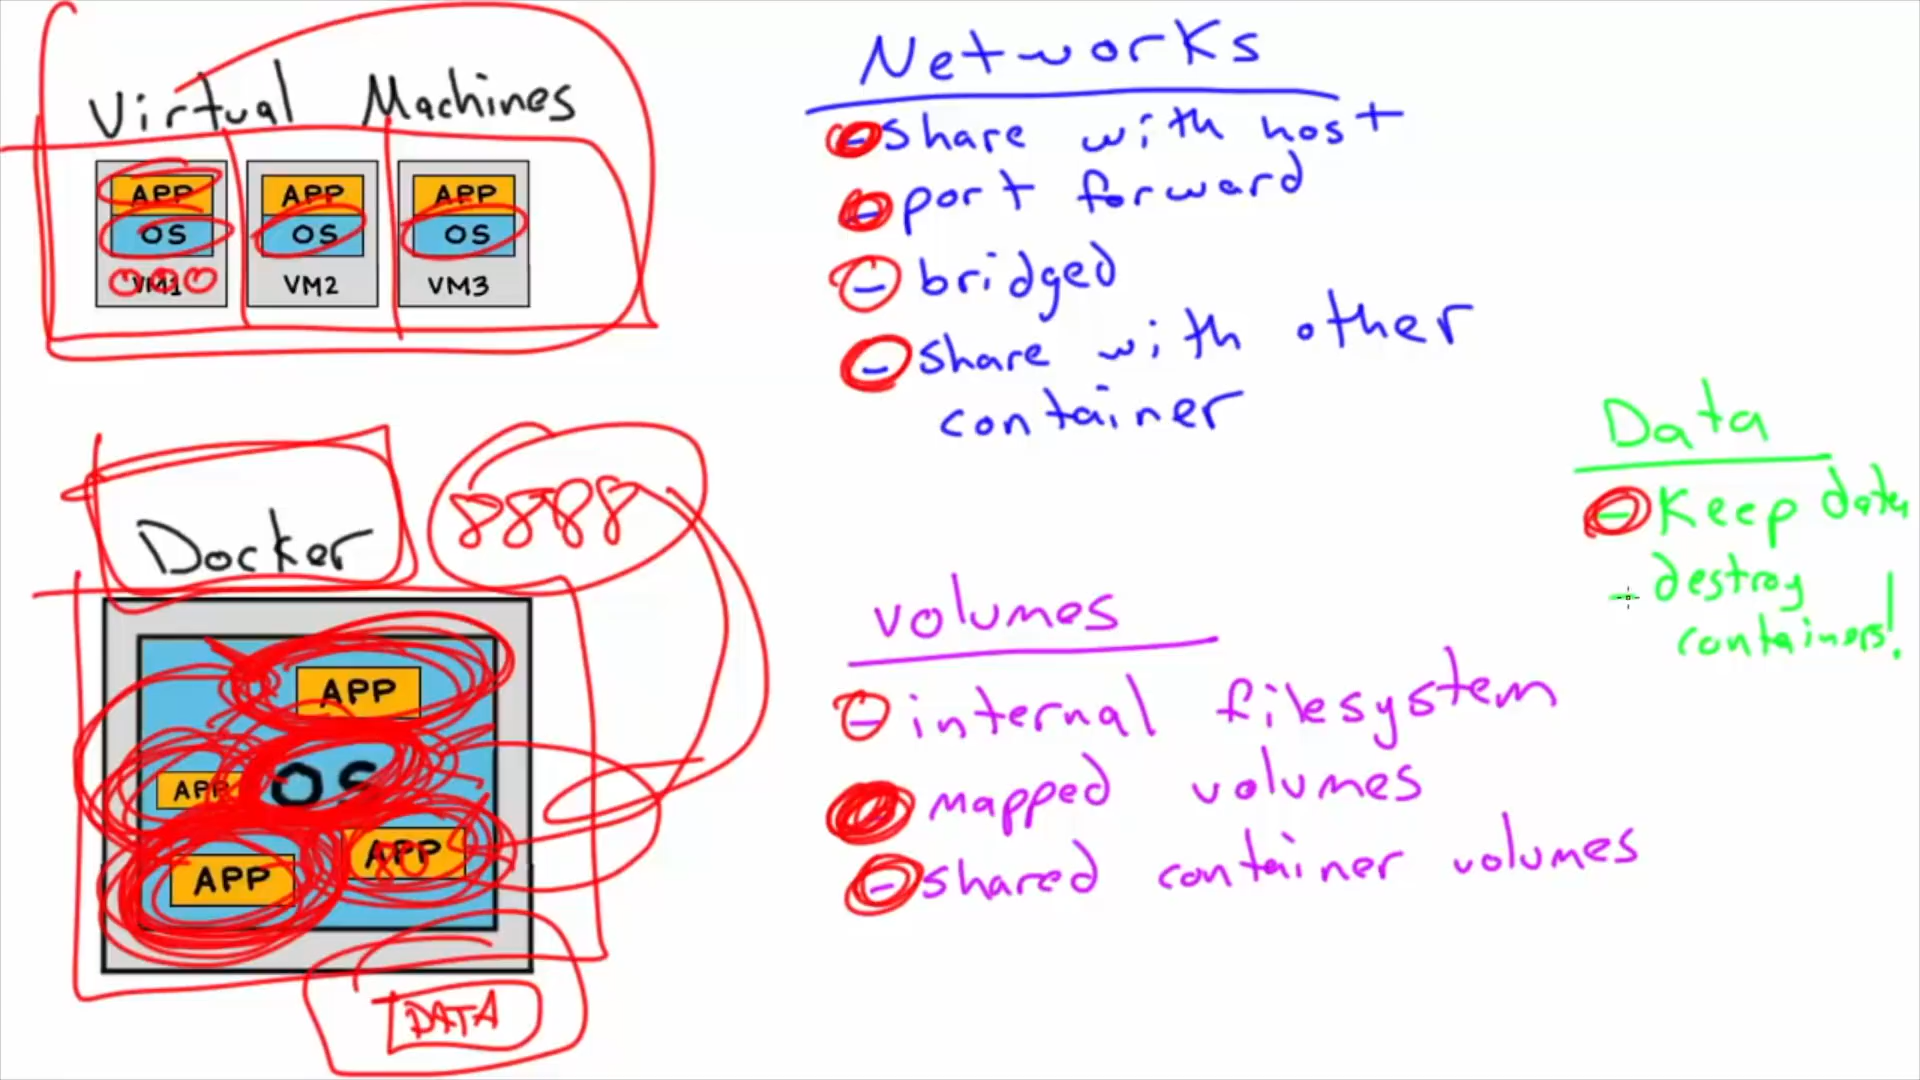 Virtual Machines
APP
APP
APP
OS
OS
OS
VM1
VM2
VM3
Docker
8888
APP
APP
OS
APP
APP
80
DATA
Networks
- share with host
- port forward
- bridged
- share with other
container
volumes
- internal filesystem
- mapped volumes
- shared container volumes
Data
- Keep data
- destroy
containers!